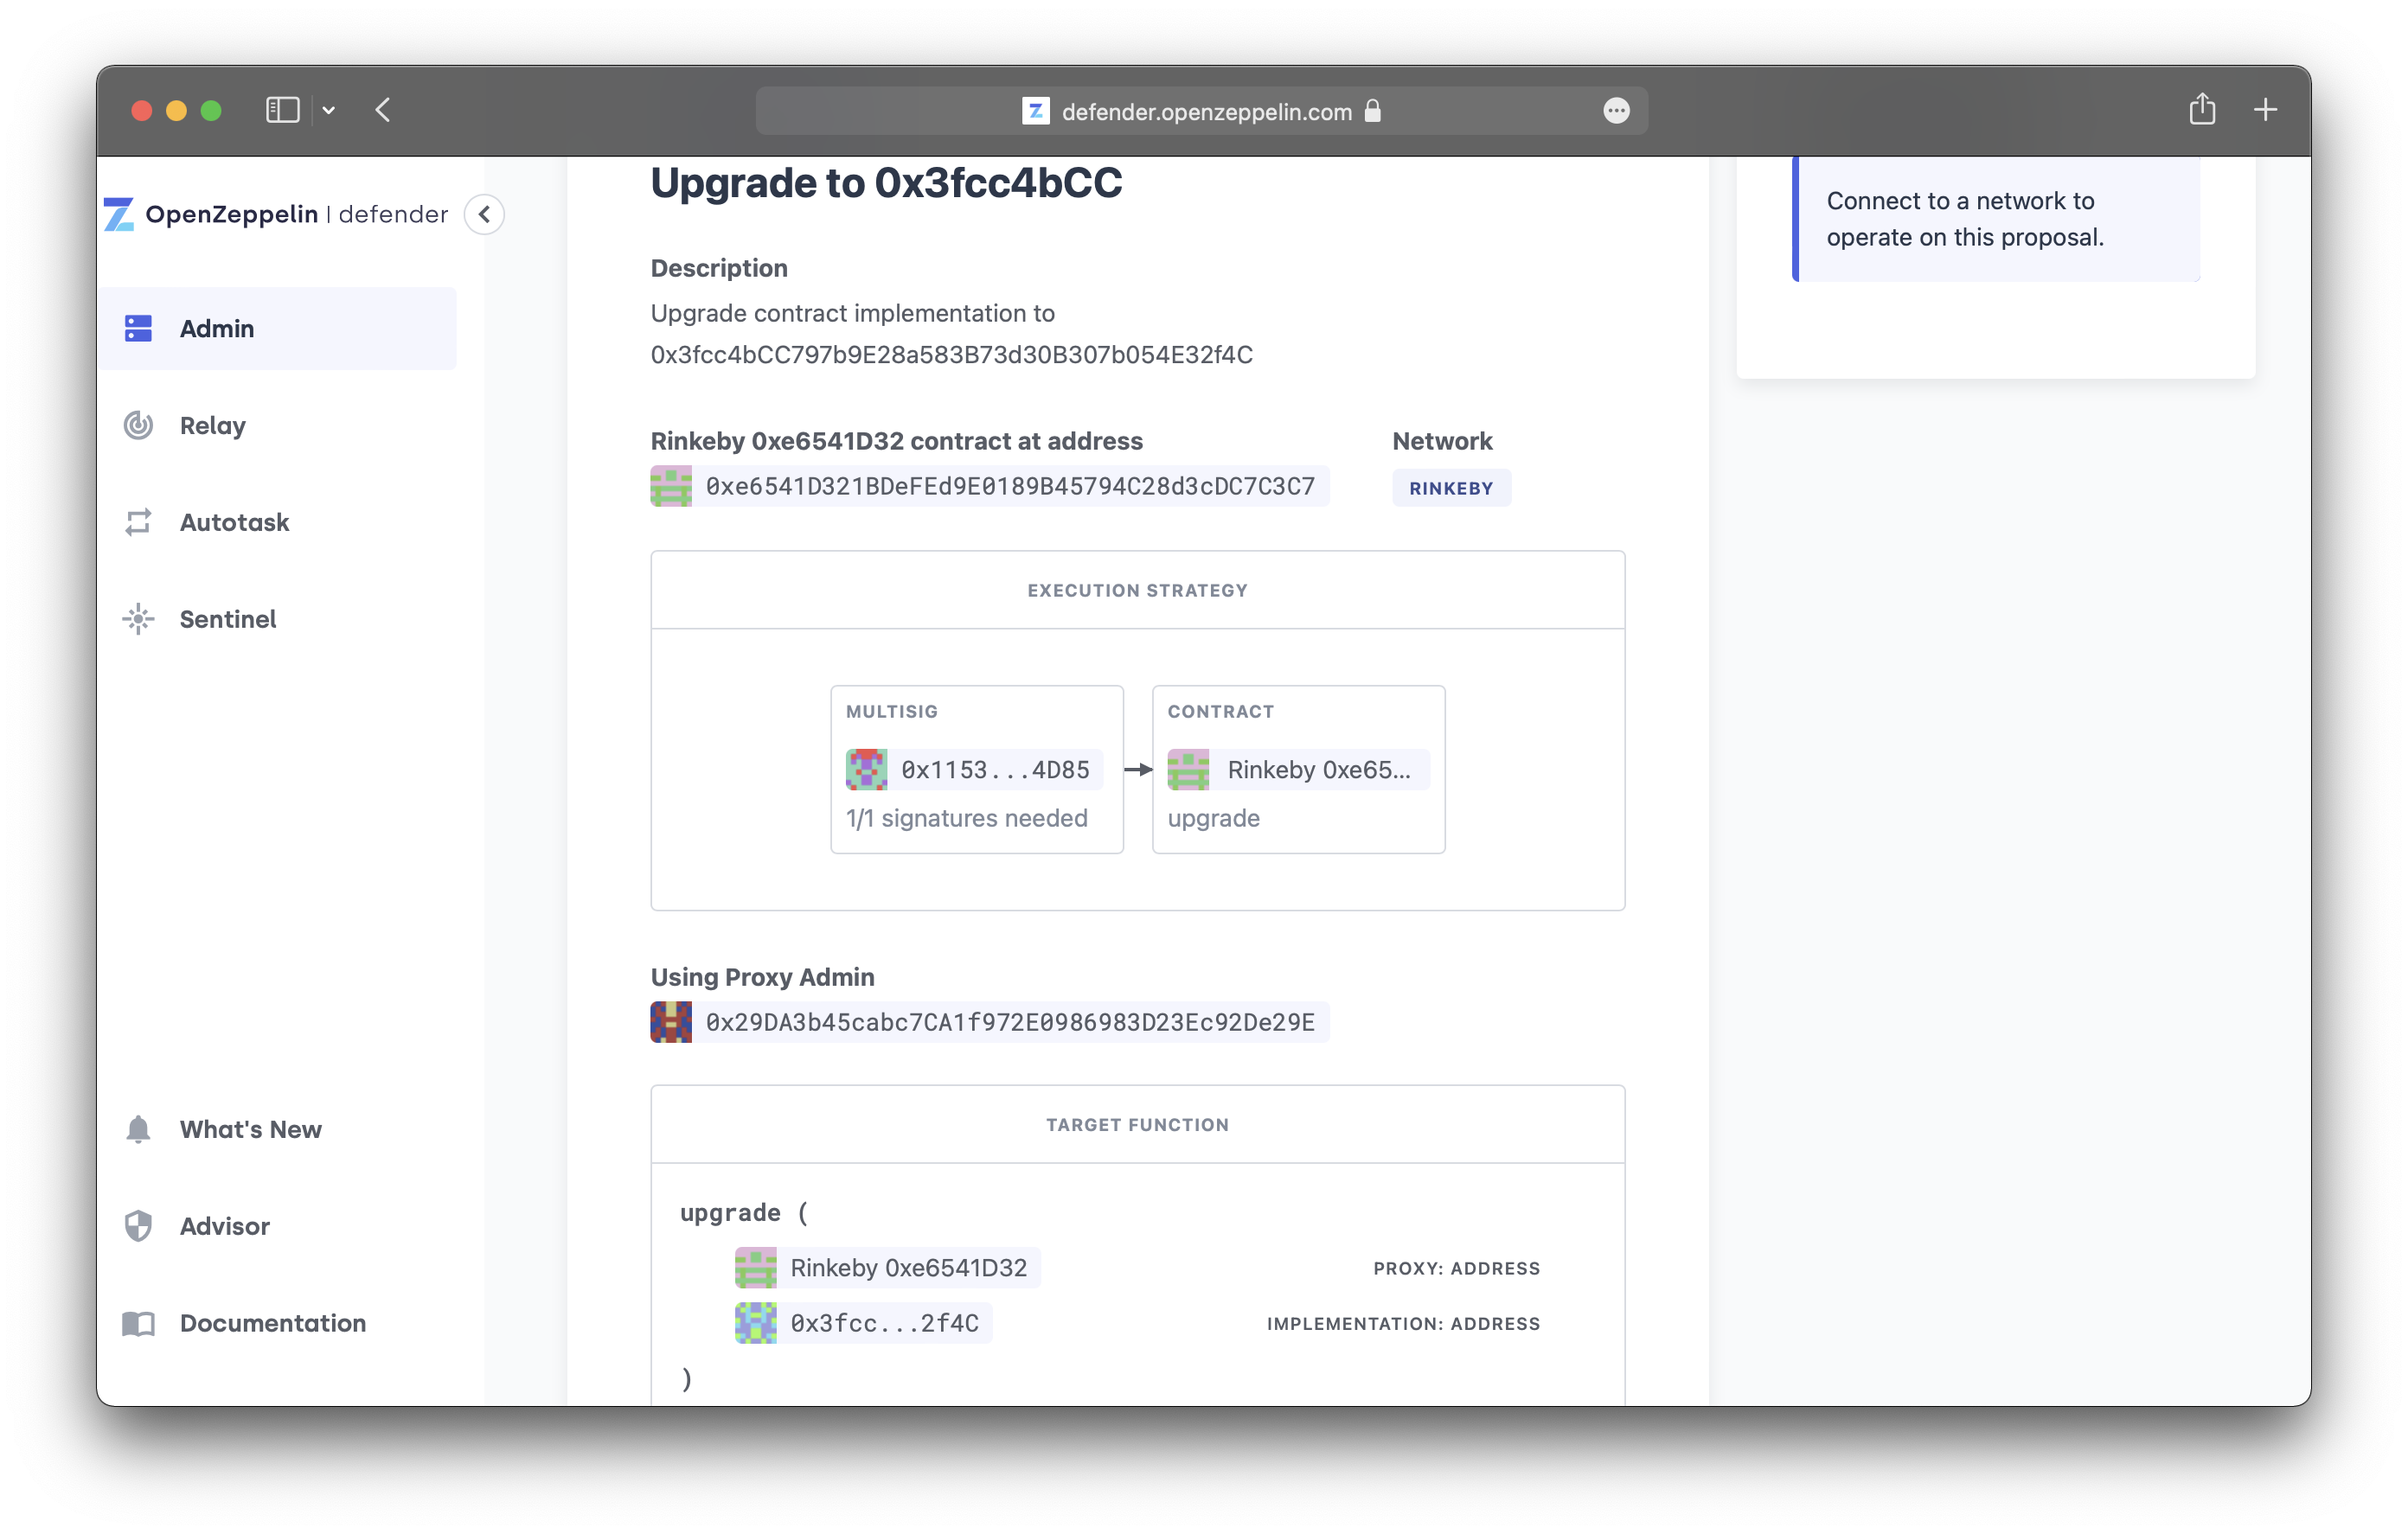 defender.openzeppelin.com
OpenZeppelin | defender
Admin
Relay
Autotask
Sentinel
What's New
Advisor
Documentation
Upgrade to 0x3fcc4bCC
Description
Upgrade contract implementation to
0x3fcc4bCC797b9E28a583B73d30B307b054E32f4C
Rinkeby 0xe6541D32 contract at address
0xe6541D321BDeFEd9E0189B45794C28d3cDC7C3C7
Network
RINKEBY
EXECUTION STRATEGY
MULTISIG
0x1153...4D85
1/1 signatures needed
CONTRACT
Rinkeby 0xe65...
upgrade
Using Proxy Admin
0x29DA3b45cabc7CA1f972E0986983D23Ec92De29E
TARGET FUNCTION
upgrade (
Rinkeby 0xe6541D32 PROXY: ADDRESS
0x3fcc...2f4C IMPLEMENTATION: ADDRESS
)
Connect to a network to
operate on this proposal.